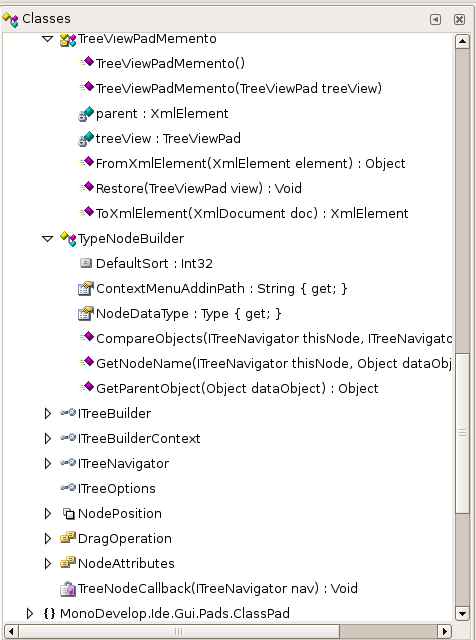 Classes
TreeViewPadMemento
TreeViewPadMemento()
TreeViewPadMemento(TreeViewPad treeView)
parent : XmlElement
treeView : TreeViewPad
FromXmlElement(XmlElement element) : Object
Restore(TreeViewPad view) : Void
ToXmlElement(XmlDocument doc) : XmlElement
TypeNodeBuilder
DefaultSort : Int32
ContextMenuAddinPath : String { get; }
NodeDataType : Type { get; }
CompareObjects(ITreeNavigator thisNode, ITreeNavigato
GetNodeName(ITreeNavigator thisNode, Object dataObj
GetParentObject(Object dataObject) : Object
ITreeBuilder
ITreeBuilderContext
ITreeNavigator
ITreeOptions
NodePosition
DragOperation
NodeAttributes
TreeNodeCallback(ITreeNavigator nav) : Void
{} MonoDevelop.Ide.Gui.Pads.ClassPad